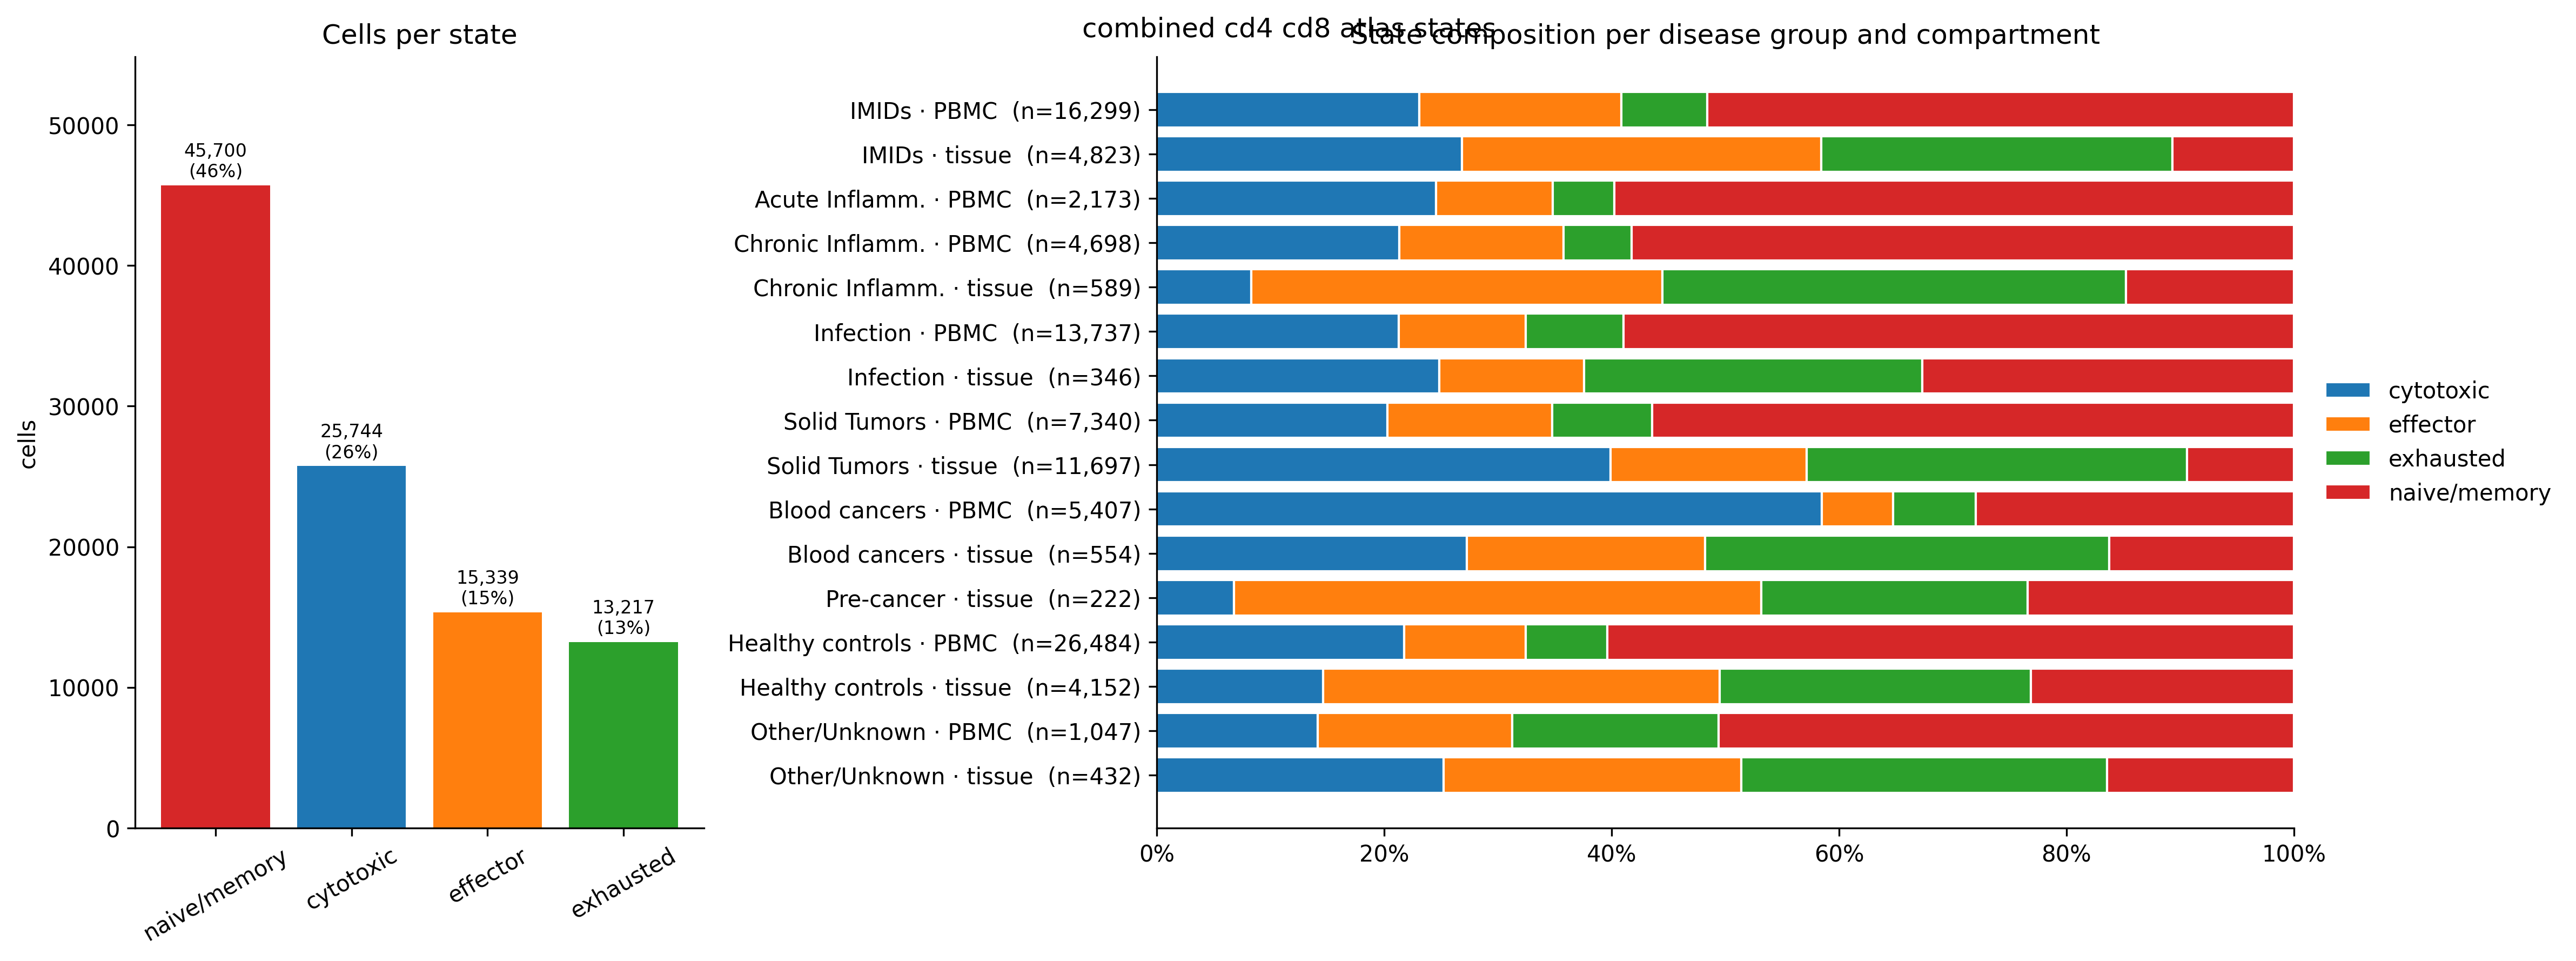 combined cd4 cd8 atlas states
Cells per state
cells
50000
40000
30000
20000
10000
0
45,700
(46%)
25,744
(26%)
15,339
(15%)
13,217
(13%)
naive/memory
cytotoxic
effector
exhausted
State composition per disease group and compartment
IMIDs · PBMC (n=16,299)
IMIDs · tissue (n=4,823)
Acute Inflamm. · PBMC (n=2,173)
Chronic Inflamm. · PBMC (n=4,698)
Chronic Inflamm. · tissue (n=589)
Infection · PBMC (n=13,737)
Infection · tissue (n=346)
Solid Tumors · PBMC (n=7,340)
Solid Tumors · tissue (n=11,697)
Blood cancers · PBMC (n=5,407)
Blood cancers · tissue (n=554)
Pre-cancer · tissue (n=222)
Healthy controls · PBMC (n=26,484)
Healthy controls · tissue (n=4,152)
Other/Unknown · PBMC (n=1,047)
Other/Unknown · tissue (n=432)
0%
20%
40%
60%
80%
100%
cytotoxic
effector
exhausted
naive/memory